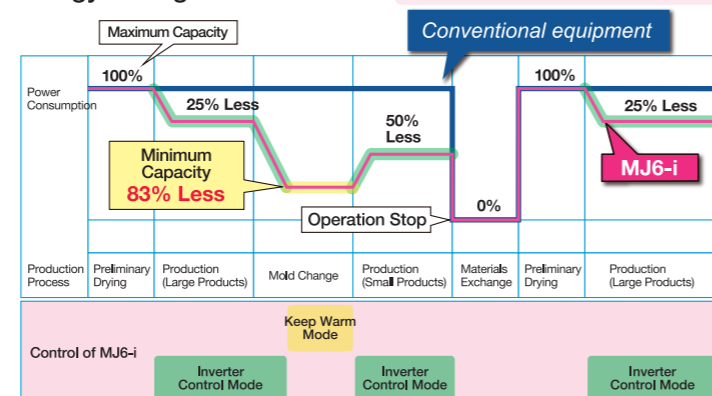 Maximum Capacity
Conventional equipment
Power
Consumption
100%
25% Less
50%
Less
100%
25% Less
Minimum
Capacity
83% Less
MJ6-i
Operation Stop
0%
Production
Process
Preliminary
Drying
Production
(Large Products)
Mold Change
Production
(Small Products)
Materials
Exchange
Preliminary
Drying
Production
(Large Products)
Control of MJ6-i
Keep Warm
Mode
Inverter
Control Mode
Inverter
Control Mode
Inverter
Control Mode